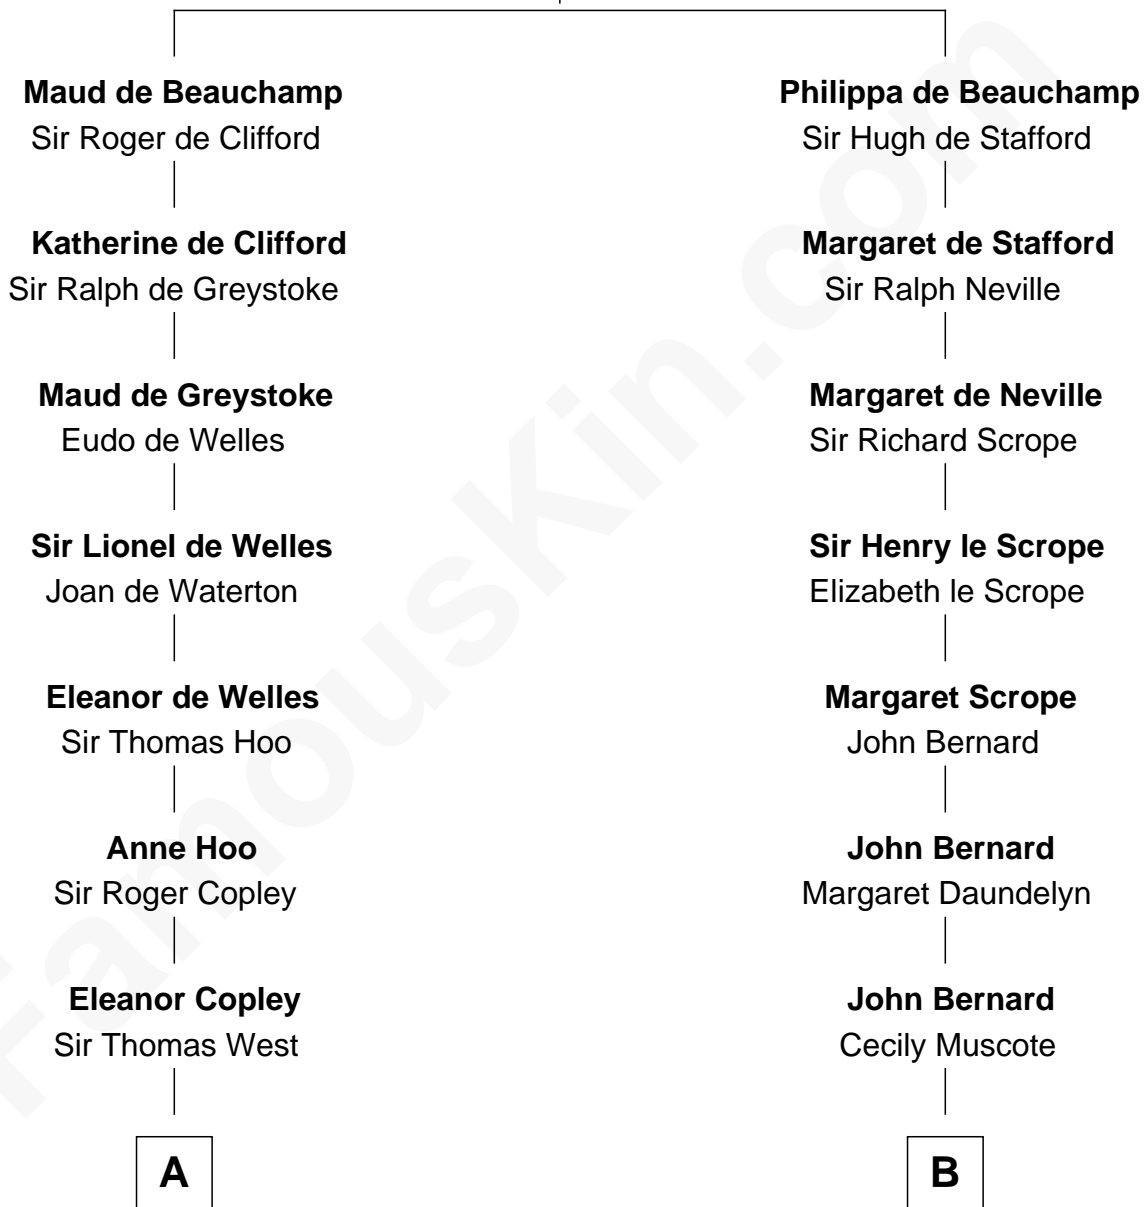 Maud de Beauchamp
Sir Roger de Clifford
Katherine de Clifford
Sir Ralph de Greystoke
Maud de Greystoke
Eudo de Welles
Sir Lionel de Welles
Joan de Waterton
Eleanor de Welles
Sir Thomas Hoo
Anne Hoo
Sir Roger Copley
Eleanor Copley
Sir Thomas West
A
Philippa de Beauchamp
Sir Hugh de Stafford
Margaret de Stafford
Sir Ralph Neville
Margaret de Neville
Sir Richard Scrope
Sir Henry le Scrope
Elizabeth le Scrope
Margaret Scrope
John Bernard
John Bernard
Margaret Daundelyn
John Bernard
Cecily Muscote
B
FamousKin.com